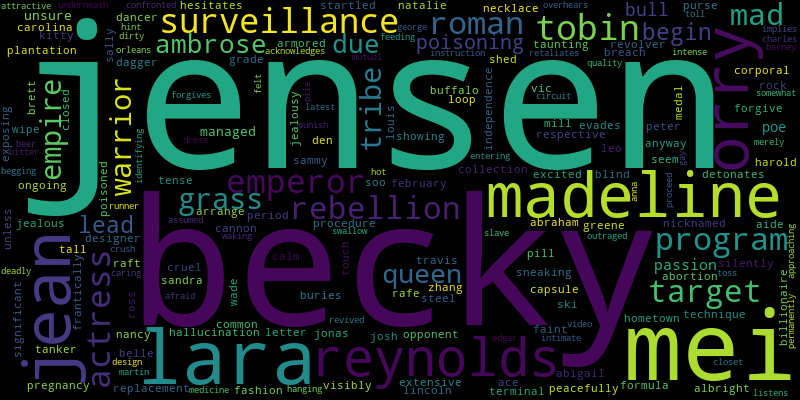 attractive underneath confronted hesitates startled natalie necklace purse overhears implies
unsure dancer surveillance roman bull toll charles
carolina hint armored george tobin mad barney
kitty dirty ambrose due feeding revolver begin
plantation orleans acknowledges poisoning taunting breach intense
sally dagger grade instruction shed retaliates quality corporal
jensen
brett closed empire felt tribe buffalo vic medal rock somewhat
exposing warrior forgives jealousy exile latest loop circuit orry
wipe managed punish louis independence mill evades peter forgive poe
beer bitter dress den showing respective leo anyway merely
begging identifying sammy mutual entering gay seem harold
ongoing poisoned tense emperor hot soo february collection excited blind detonates
runner grass rebellion madeline anna proceed
jealous assumed arrange period procedure abraham nicknamed aide
unless lead cannon swallow slave greene outraged program approaching
jean designer waking becky
tall crush calm touch travis pill passion silently
deadly raft cruel queen sneaking abortion toss
frantically caring sandra afraid rafe zhang capsule target
significant actress ross wade buries steel ski billionaire permanently
common revived faint video hometown technique
nancy hallucination letter jonas josh opponent intimate mei
tanker belle lara reynolds edgar closet
design martin abigail
pregnancy replacement medicine fashion hanging visibly extensive ace peacefully formula albright
lincoln terminal listens